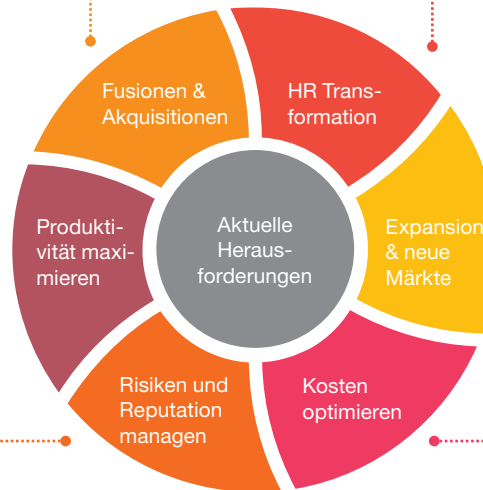 Fusionen &
Akquisitionen
HR Trans-
formation
Produkti-
vität maxi-
mieren
Aktuelle
Heraus-
forderungen
Expansion
& neue
Märkte
Risiken und
Reputation
managen
Kosten
optimieren